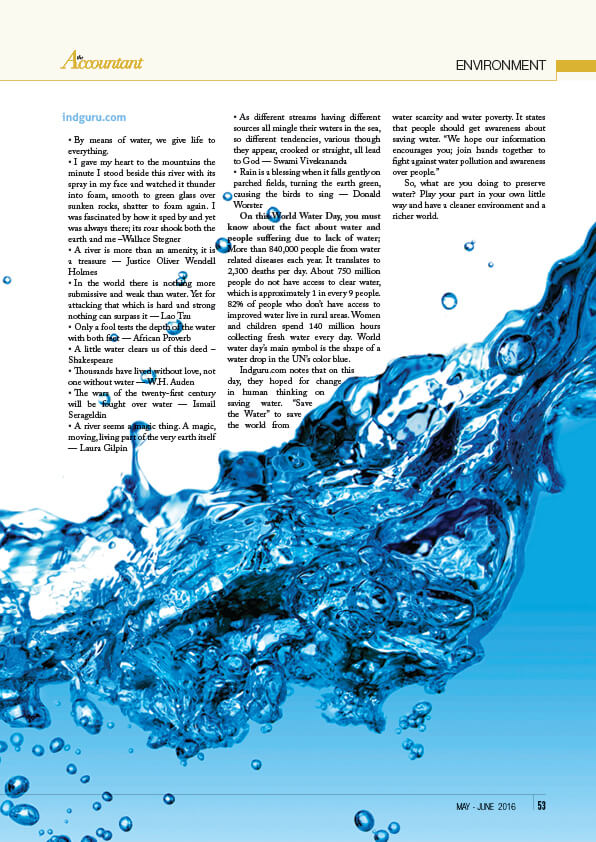 the
Accountant
ENVIRONMENT
indguru.com
• By means of water, we give life to
everything.
• I gave my heart to the mountains the
minute I stood beside this river with its
spray in my face and watched it thunder
into foam, smooth to green glass over
sunken rocks, shatter to foam again. I
was fascinated by how it sped by and yet
was always there; its roar shook both the
earth and me –Wallace Stegner
• A river is more than an amenity, it is
a treasure — Justice Oliver Wendell
Holmes
• In the world there is nothing more
submissive and weak than water. Yet for
attacking that which is hard and strong
nothing can surpass it — Lao Tzu
• Only a fool tests the depth of the water
with both feet — African Proverb
• A little water clears us of this deed –
Shakespeare
• Thousands have lived without love, not
one without water — W.H. Auden
• The wars of the twenty-first century
will be fought over water — Ismail
Serageldin
• A river seems a magic thing. A magic,
moving, living part of the very earth itself
— Laura Gilpin
• As different streams having different
sources all mingle their waters in the sea,
so different tendencies, various though
they appear, crooked or straight, all lead
to God — Swami Vivekananda
• Rain is a blessing when it falls gently on
parched fields, turning the earth green,
causing the birds to sing — Donald
Worster
On this World Water Day, you must
know about the fact about water and
people suffering due to lack of water;
More than 840,000 people die from water
related diseases each year. It translates to
2,300 deaths per day. About 750 million
people do not have access to clear water,
which is approximately 1 in every 9 people.
82% of people who don't have access to
improved water live in rural areas. Women
and children spend 140 million hours
collecting fresh water every day. World
water day's main symbol is the shape of a
water drop in the UN's color blue.
Indguru.com notes that on this
day, they hoped for change
in human thinking on
saving water. "Save
the Water" to save
the world from
water scarcity and water poverty. It states
that people should get awareness about
saving water. "We hope our information
encourages you; join hands together to
fight against water pollution and awareness
over people."
So, what are you doing to preserve
water? Play your part in your own little
way and have a cleaner environment and a
richer world.
MAY - JUNE 2016 53